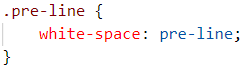 .pre-line {
    white-space: pre-line;
}